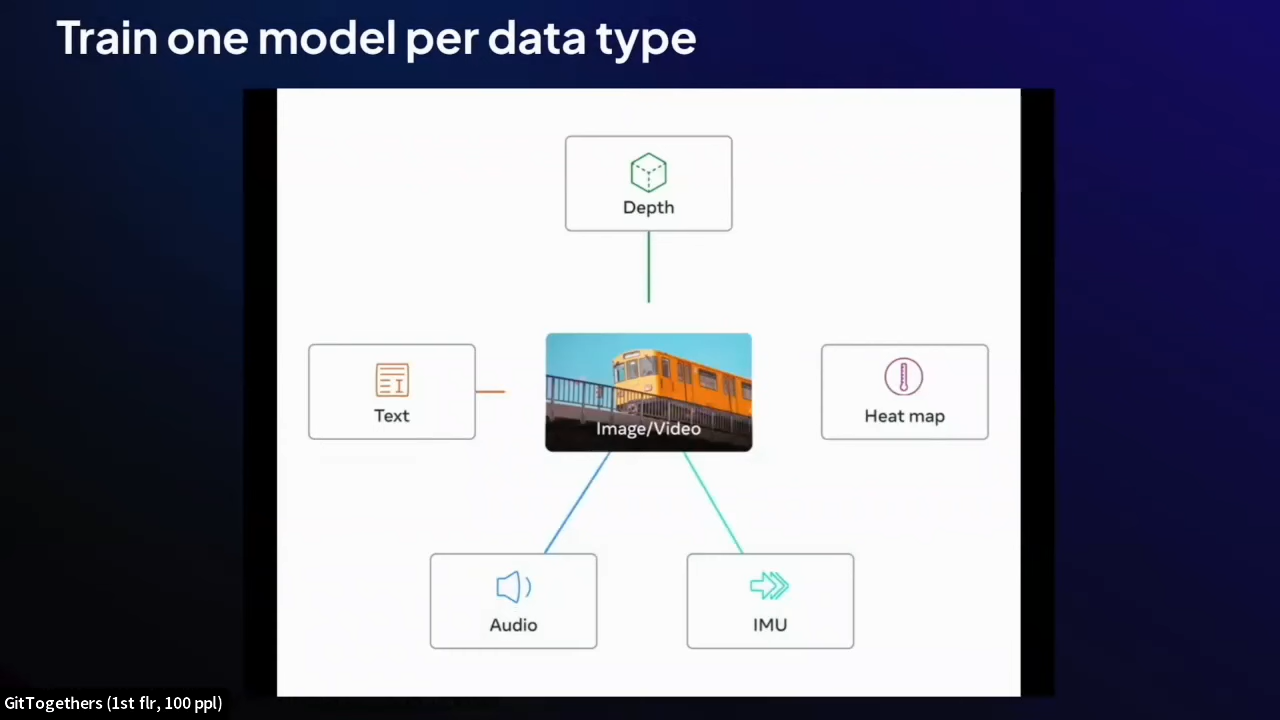 Train one model per data type
Depth
Text
Image/Video
Heat map
Audio
IMU
GitTogethers (1st flr, 100 ppl)